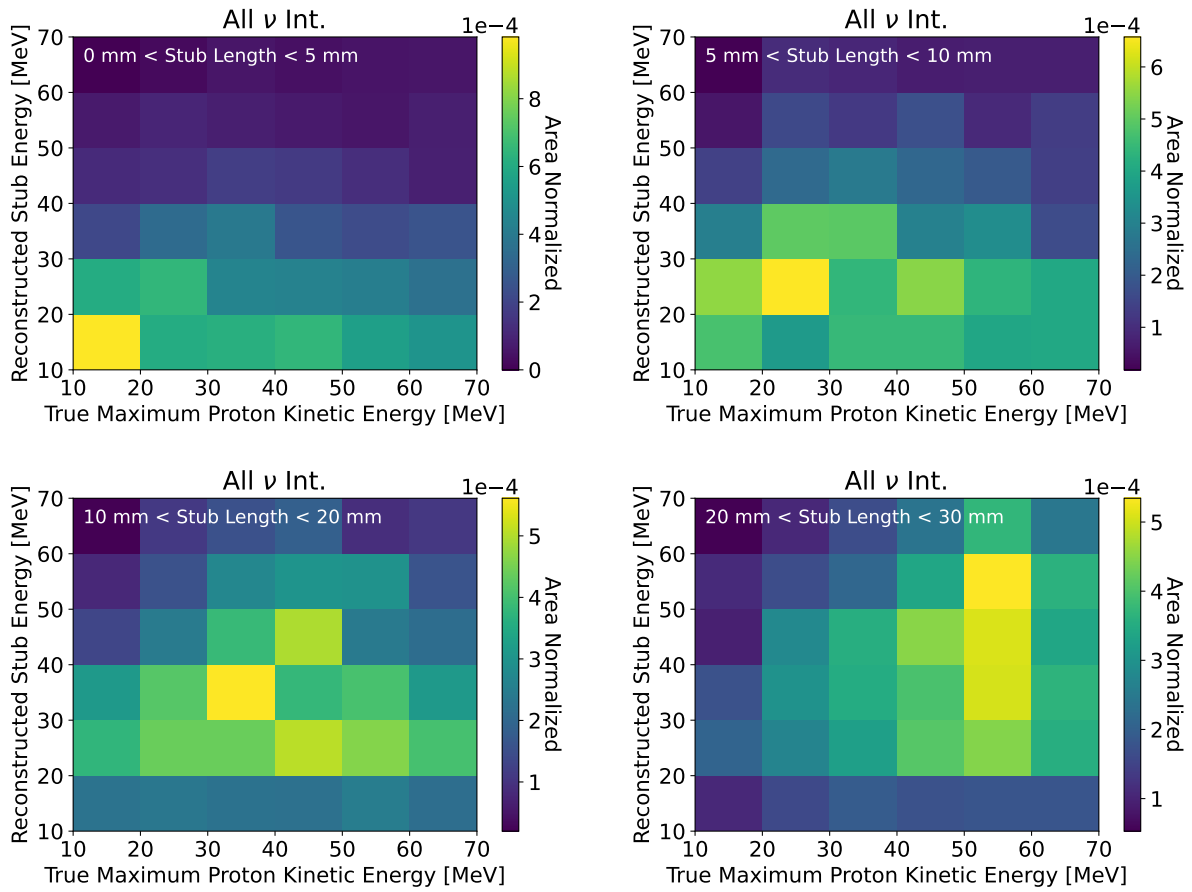 All ν Int.
1e−4
0 mm < Stub Length < 5 mm
Reconstructed Stub Energy [MeV]
70
60
50
40
30
20
10
10 20 30 40 50 60 70
True Maximum Proton Kinetic Energy [MeV]
8
6
4
2
0
Area Normalized
All ν Int.
1e−4
5 mm < Stub Length < 10 mm
Reconstructed Stub Energy [MeV]
70
60
50
40
30
20
10
10 20 30 40 50 60 70
True Maximum Proton Kinetic Energy [MeV]
6
5
4
3
2
1
Area Normalized
All ν Int.
1e−4
10 mm < Stub Length < 20 mm
Reconstructed Stub Energy [MeV]
70
60
50
40
30
20
10
10 20 30 40 50 60 70
True Maximum Proton Kinetic Energy [MeV]
5
4
3
2
1
Area Normalized
All ν Int.
1e−4
20 mm < Stub Length < 30 mm
Reconstructed Stub Energy [MeV]
70
60
50
40
30
20
10
10 20 30 40 50 60 70
True Maximum Proton Kinetic Energy [MeV]
5
4
3
2
1
Area Normalized